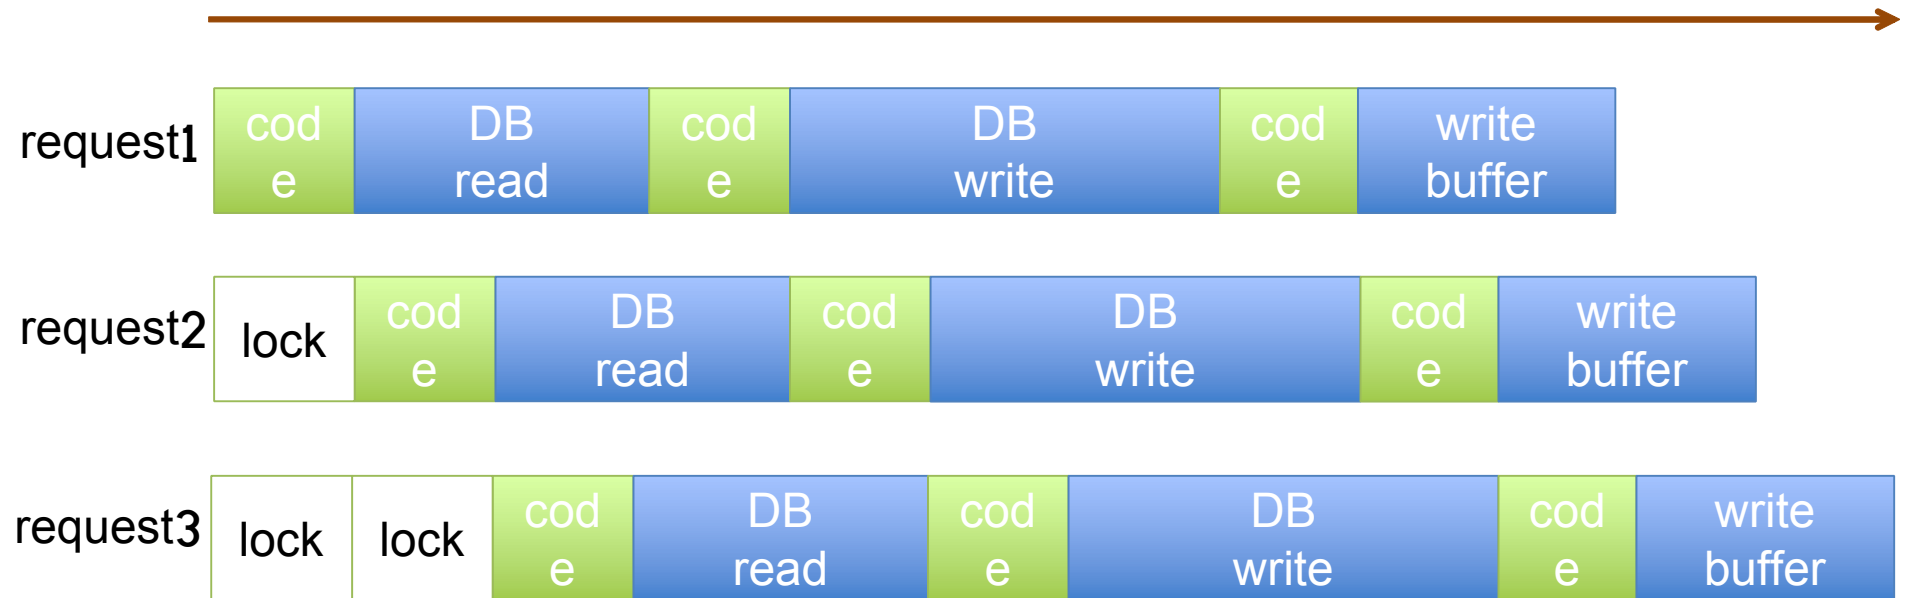 request1
cod
e
DB
read
cod
e
DB
write
cod
e
write
buffer
request2
lock
cod
e
DB
read
cod
e
DB
write
cod
e
write
buffer
request3
lock
lock
cod
e
DB
read
cod
e
DB
write
cod
e
write
buffer